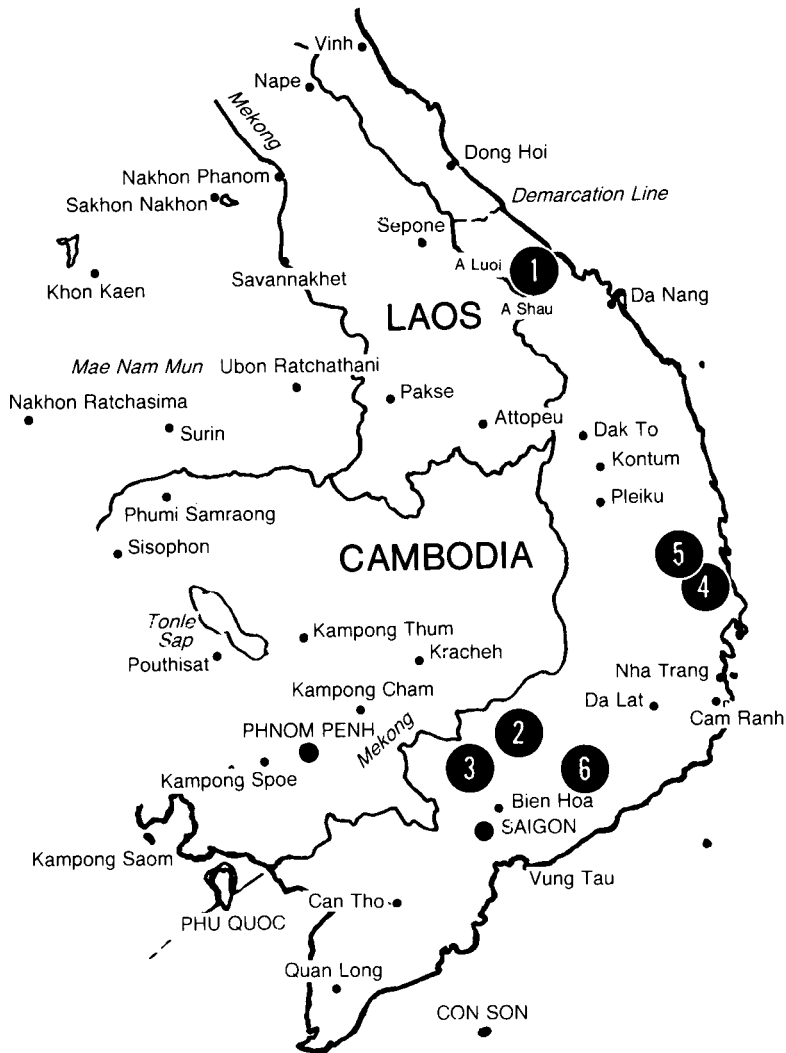 Vinh
Nape
Mekong
Dong Hoi
Nakhon Phanom
Sakhon Nakhon
Demarcation Line
Sepone
A Luoi
1
Khon Kaen
Savannakhet
Da Nang
A Shau
LAOS
Mae Nam Mun
Ubon Ratchathani
Nakhon Ratchasima
Pakse
Surin
Attopeu
Dak To
Kontum
Pleiku
Phumi Samraong
Sisophon
CAMBODIA
5
4
Tonle
Sap
Kampong Thum
Pouthisat
Kracheh
Nha Trang
Kampong Cham
Da Lat
Cam Ranh
PHNOM PENH
Mekong
2
3
6
Kampong Spoe
Bien Hoa
SAIGON
Kampong Saom
Vung Tau
PHU QUOC
Can Tho
Quan Long
CON SON